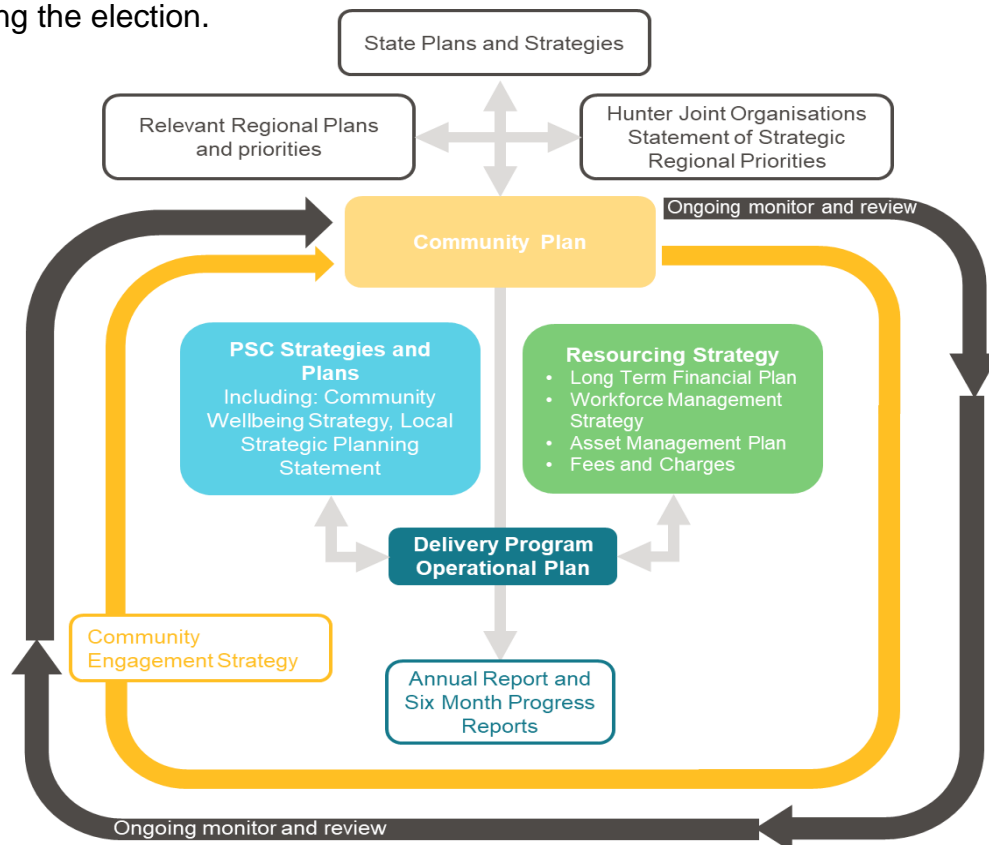 ng the election.
State Plans and Strategies
Relevant Regional Plans
and priorities
Hunter Joint Organisations
Statement of Strategic
Regional Priorities
Ongoing monitor and review
Community Plan
PSC Strategies and
Plans
Including: Community
Wellbeing Strategy, Local
Strategic Planning
Statement
Resourcing Strategy
• Long Term Financial Plan
• Workforce Management
Strategy
• Asset Management Plan
• Fees and Charges
Delivery Program
Operational Plan
Community
Engagement Strategy
Annual Report and
Six Month Progress
Reports
Ongoing monitor and review